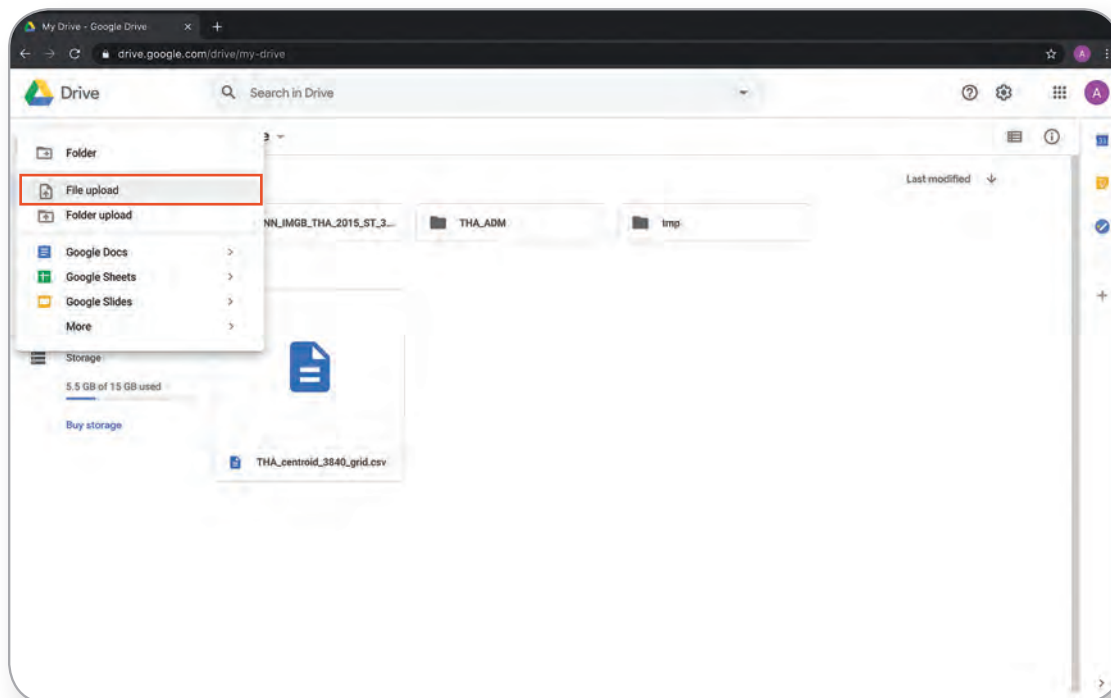 My Drive - Google Drive
drive.google.com/drive/my-drive
A
Drive
Search in Drive
A
e
Folder
Last modified
File upload
Folder upload
NN_IMGB_THA_2015_ST_3...
THA_ADM
tmp
Google Docs
Google Sheets
Google Slides
More
Storage
5.5 GB of 15 GB used
Buy storage
THA_centroid_3840_grid.csv
31